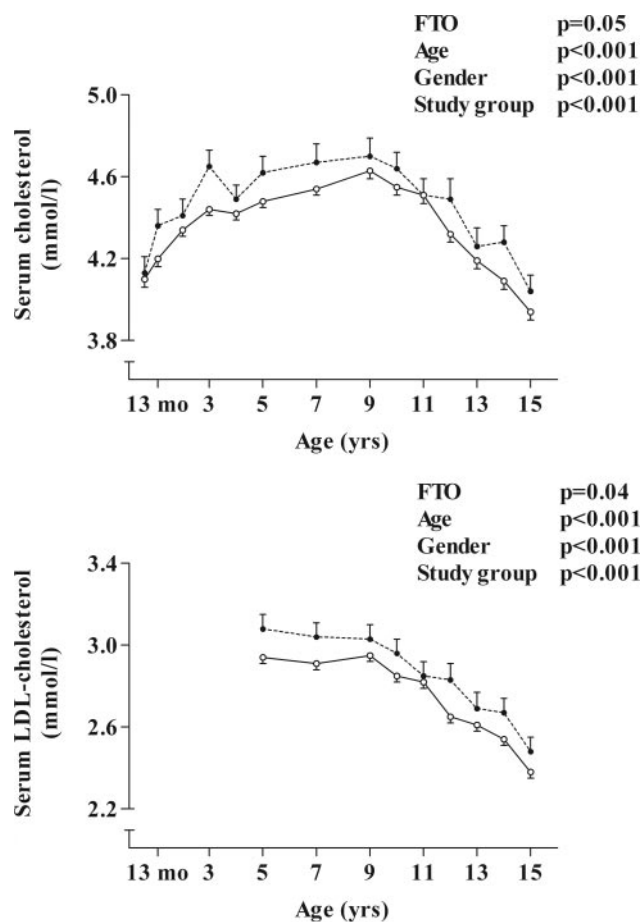 FTO p=0.05
Age p<0.001
Gender p<0.001
Study group p<0.001
Serum cholesterol
(mmol/l)
5.0
4.6
4.2
3.8
13 mo 3 5 7 9 11 13 15
Age (yrs)
FTO p=0.04
Age p<0.001
Gender p<0.001
Study group p<0.001
Serum LDL-cholesterol
(mmol/l)
3.4
3.0
2.6
2.2
13 mo 3 5 7 9 11 13 15
Age (yrs)